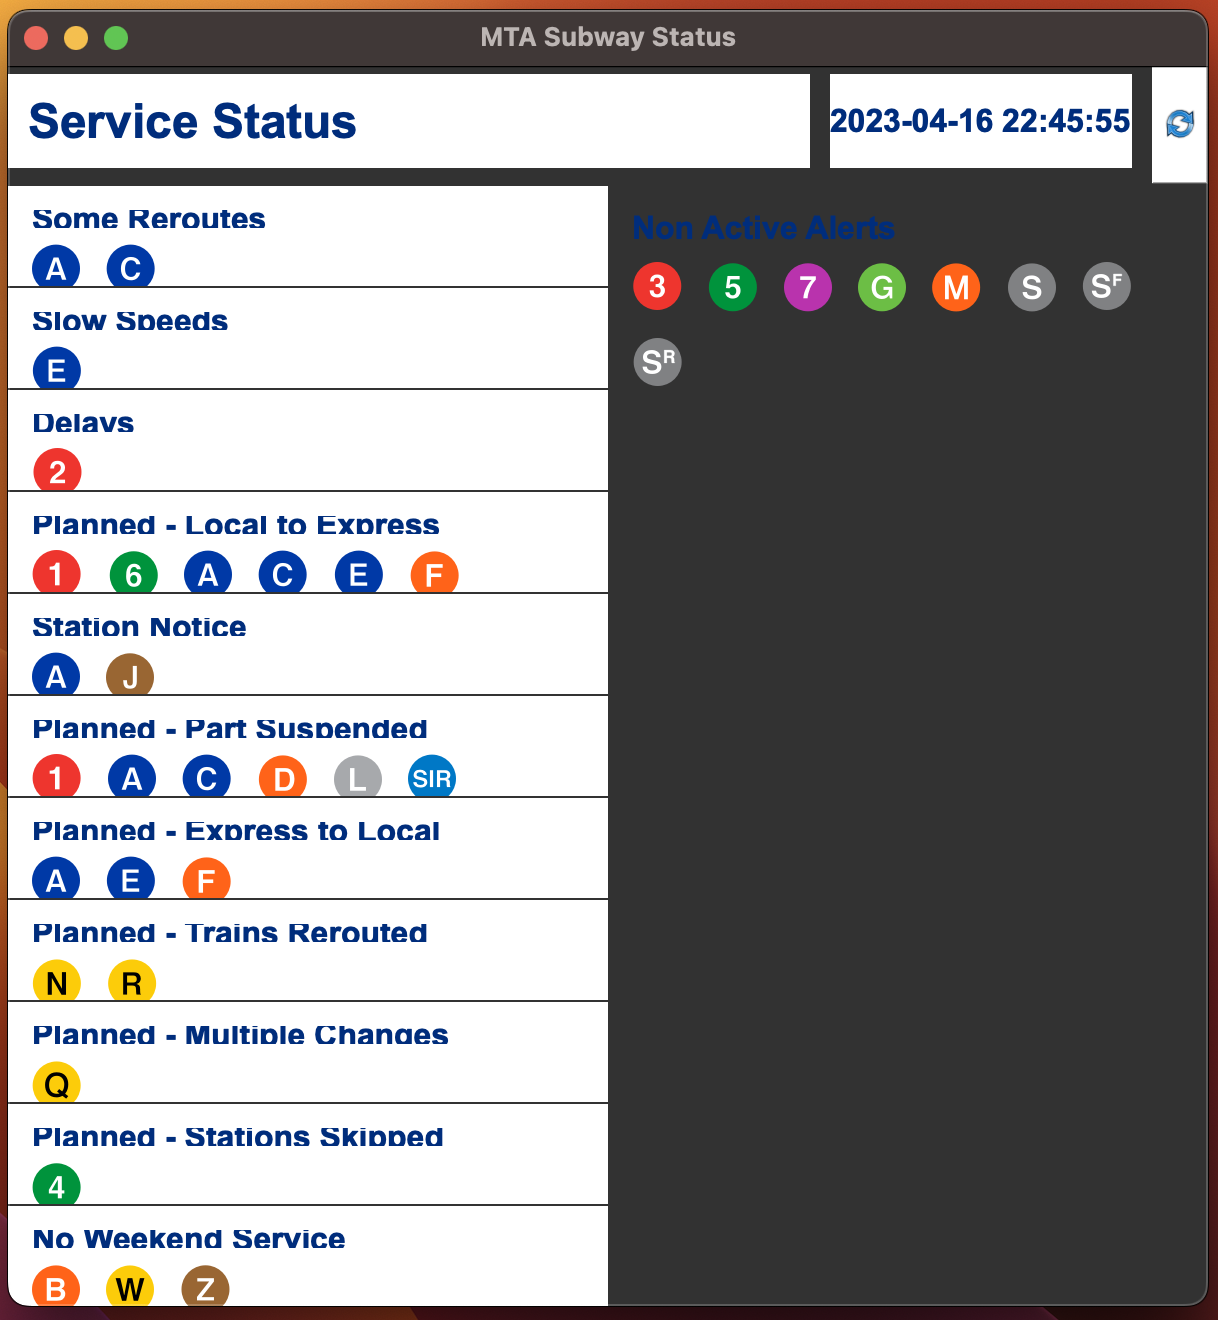 MTA Subway Status
Service Status
2023-04-16 22:45:55
Some Reroutes
A C
Slow Speeds
E
Delays
2
Planned - Local to Express
1 6 A C E F
Station Notice
A J
Planned - Part Suspended
1 A C D L SIR
Planned - Express to Local
A E F
Planned - Trains Rerouted
N R
Planned - Multiple Changes
Q
Planned - Stations Skipped
4
No Weekend Service
B W Z
Non Active Alerts
3 5 7 G M S SF
SR